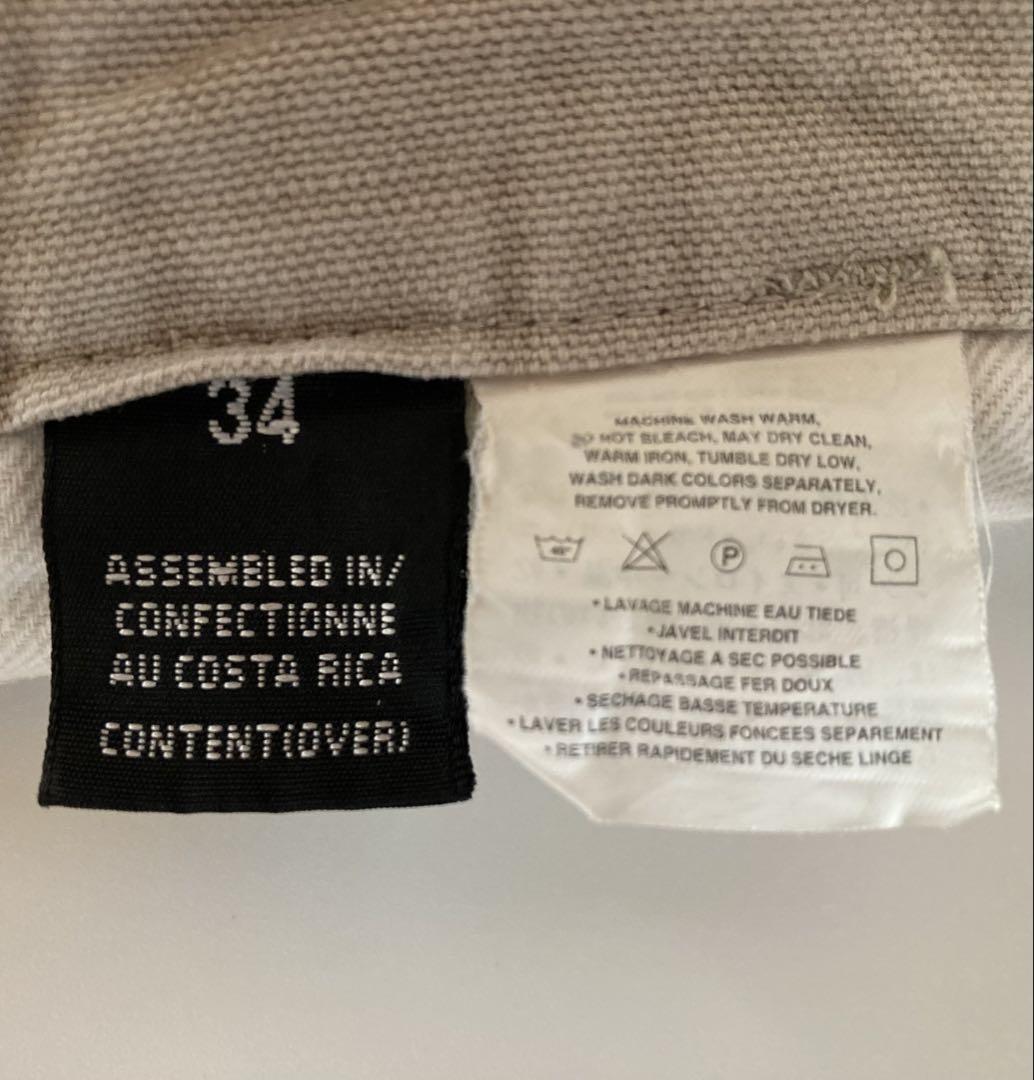 34
ASSEMBLED IN/
CONFECTIONNE
AU COSTA RICA
CONTENT(OVER)
MACHINE WASH WARM,
DO NOT BLEACH, MAY DRY CLEAN,
WARM IRON, TUMBLE DRY LOW,
WASH DARK COLORS SEPARATELY,
REMOVE PROMPTLY FROM DRYER.
40° P
• LAVAGE MACHINE EAU TIEDE
• JAVEL INTERDIT
• NETTOYAGE A SEC POSSIBLE
• REPASSAGE FER DOUX
• SECHAGE BASSE TEMPERATURE
• LAVER LES COULEURS FONCEES SEPAREMENT
• RETIRER RAPIDEMENT DU SECHE LINGE